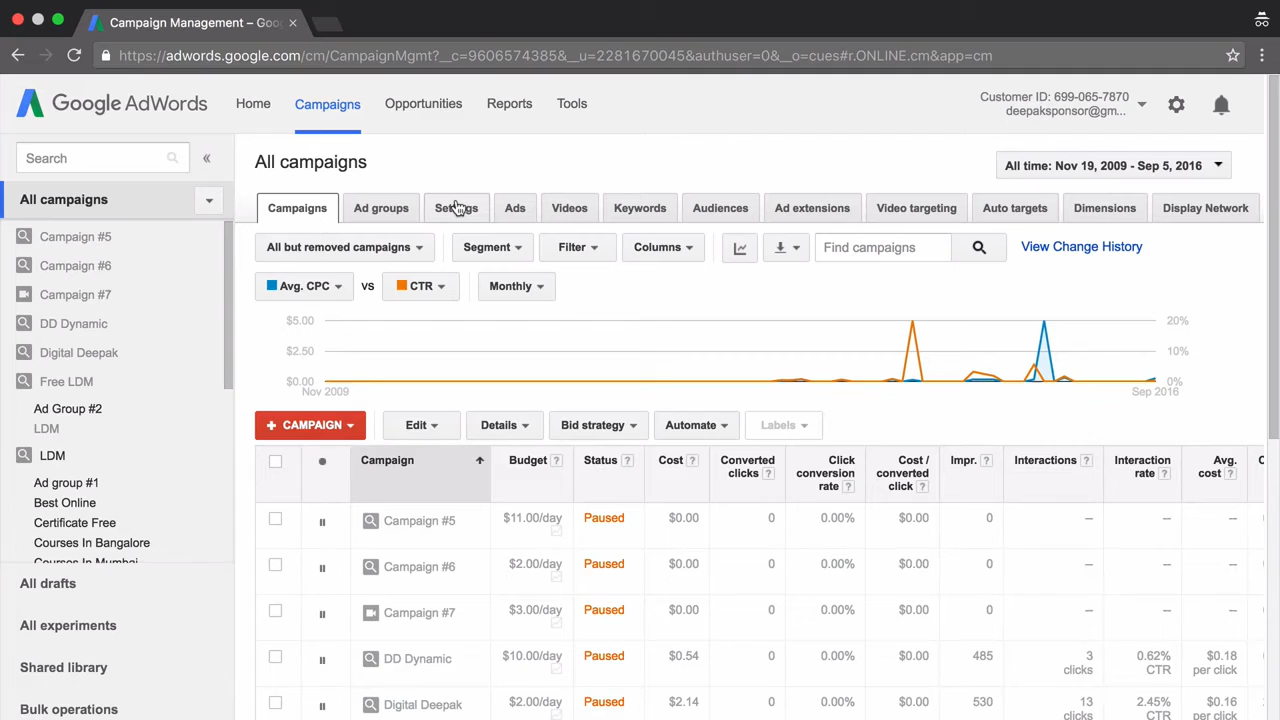 Campaign Management – Goo
https://adwords.google.com/cm/CampaignMgmt?__c=9606574385&__u=2281670045&authuser=0&__o=cues#r.ONLINE.cm&app=cm
Google AdWords
Home Campaigns Opportunities Reports Tools
Customer ID: 699-065-7870
deepaksponsor@gm...
Search «
All campaigns
Campaign #5
Campaign #6
Campaign #7
DD Dynamic
Digital Deepak
Free LDM
Ad Group #2
LDM
LDM
Ad group #1
Best Online
Certificate Free
Courses In Bangalore
Courses In Mumbai
All drafts
All experiments
Shared library
Bulk operations
All campaigns
All time: Nov 19, 2009 - Sep 5, 2016
Campaigns Ad groups Settings Ads Videos Keywords Audiences Ad extensions Video targeting Auto targets Dimensions Display Network
All but removed campaigns Segment Filter Columns Find campaigns View Change History
Avg. CPC vs CTR Monthly
$5.00 20%
$2.50 10%
$0.00 0%
Nov 2009 Sep 2016
+ CAMPAIGN Edit Details Bid strategy Automate Labels
Campaign Budget ? Status ? Cost ? Converted clicks ? Click conversion rate ? Cost / converted click ? Impr. ? Interactions ? Interaction rate ? Avg. cost ?
Campaign #5 $11.00/day Paused $0.00 0 0.00% $0.00 0 – – –
Campaign #6 $2.00/day Paused $0.00 0 0.00% $0.00 0 – – –
Campaign #7 $3.00/day Paused $0.00 0 0.00% $0.00 0 – – –
DD Dynamic $10.00/day Paused $0.54 0 0.00% $0.00 485 3 clicks 0.62% CTR $0.18 per click
Digital Deepak $2.00/day Paused $2.14 0 0.00% $0.00 530 13 clicks 2.45% CTR $0.16 per click